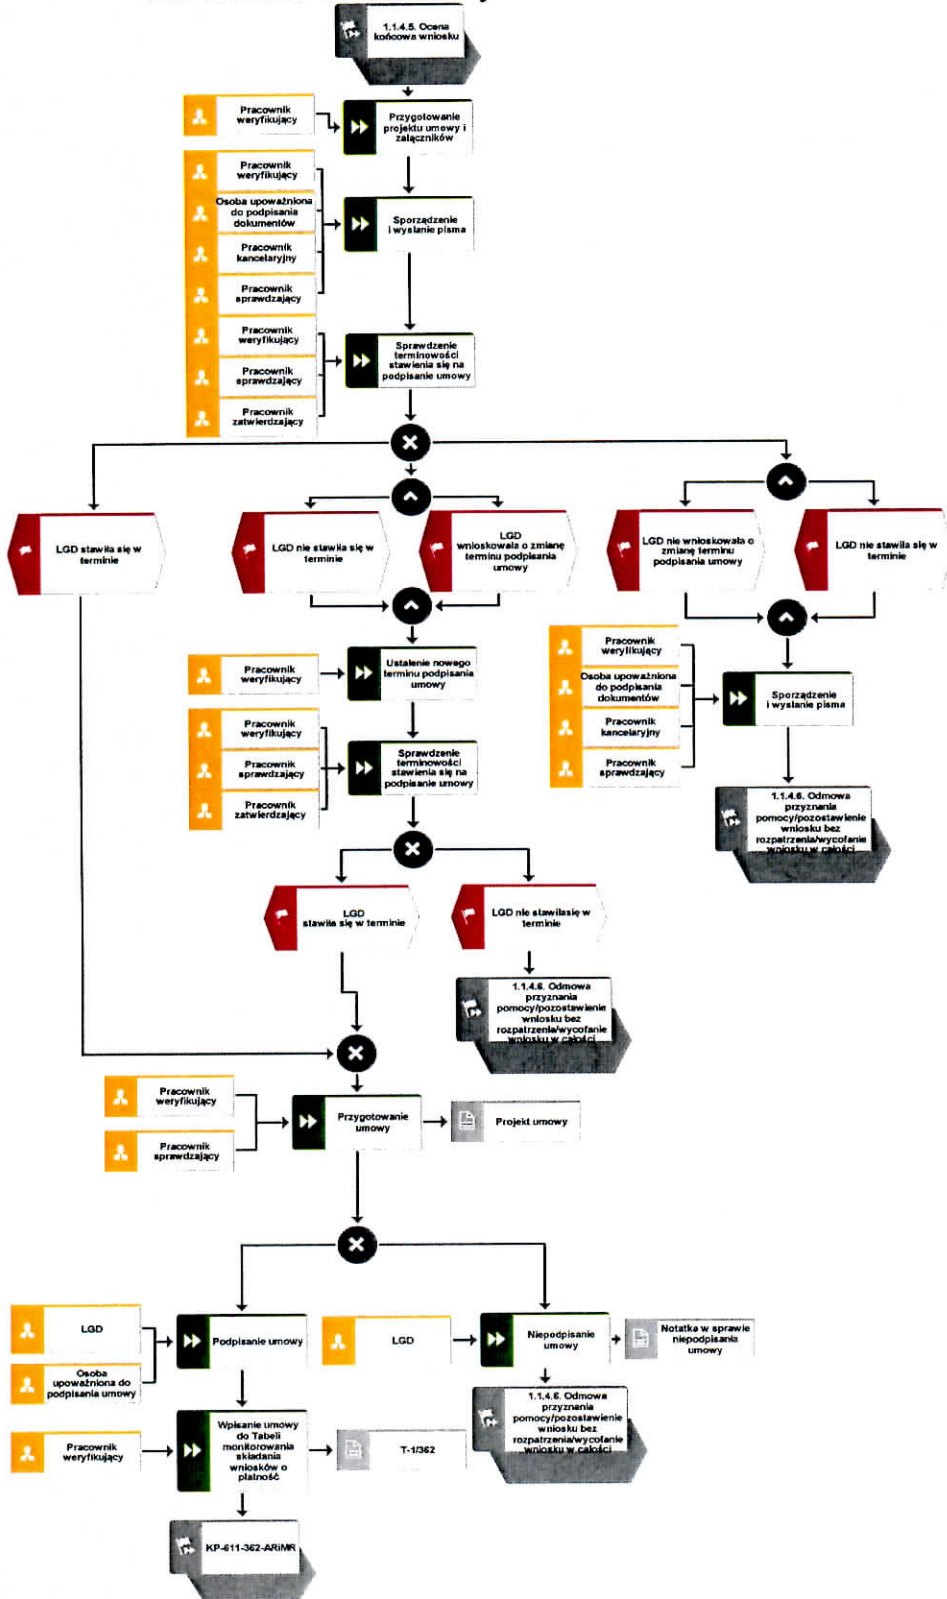 1.1.4.5. Ocena
końcowa wniosku
Pracownik
weryfikujący
Przygotowanie
projektu umowy i
załączników
Pracownik
weryfikujący
Osoba upoważniona
do podpisania
dokumentów
Pracownik
kancelaryjny
Pracownik
sprawdzający
Sporządzenie
i wysłanie pisma
Pracownik
weryfikujący
Pracownik
sprawdzający
Pracownik
zatwierdzający
Sprawdzenie
terminowości
stawienia się na
podpisanie umowy
LGD stawiła się w
terminie
LGD nie stawiła się w
terminie
LGD
wnioskowała o zmianę
terminu podpisania
umowy
LGD nie wnioskowała o
zmianę terminu
podpisania umowy
LGD nie stawiła się w
terminie
Pracownik
weryfikujący
Ustalenie nowego
terminu podpisania
umowy
Pracownik
weryfikujący
Pracownik
sprawdzający
Pracownik
zatwierdzający
Sprawdzenie
terminowości
stawienia się na
podpisanie umowy
Pracownik
weryfikujący
Osoba upoważniona
do podpisania
dokumentów
Pracownik
kancelaryjny
Pracownik
sprawdzający
Sporządzenie
i wysłanie pisma
1.1.4.6. Odmowa
przyznania
pomocy/pozostawienie
wniosku bez
rozpatrzenia/wycofanie
wniosku w całości
LGD
stawiła się w terminie
LGD nie stawiłasię w
terminie
1.1.4.6. Odmowa
przyznania
pomocy/pozostawienie
wniosku bez
rozpatrzenia/wycofanie
wniosku w całości
Pracownik
weryfikujący
Pracownik
sprawdzający
Przygotowanie
umowy
Projekt umowy
LGD
Osoba
upoważniona do
podpisania umowy
Podpisanie umowy
LGD
Niepodpisanie
umowy
Notatka w sprawie
niepodpisania
umowy
1.1.4.6. Odmowa
przyznania
pomocy/pozostawienie
wniosku bez
rozpatrzenia/wycofanie
wniosku w całości
Pracownik
weryfikujący
Wpisanie umowy
do Tabeli
monitorowania
składania
wniosków o
płatność
T-1/362
KP-611-362-ARiMR